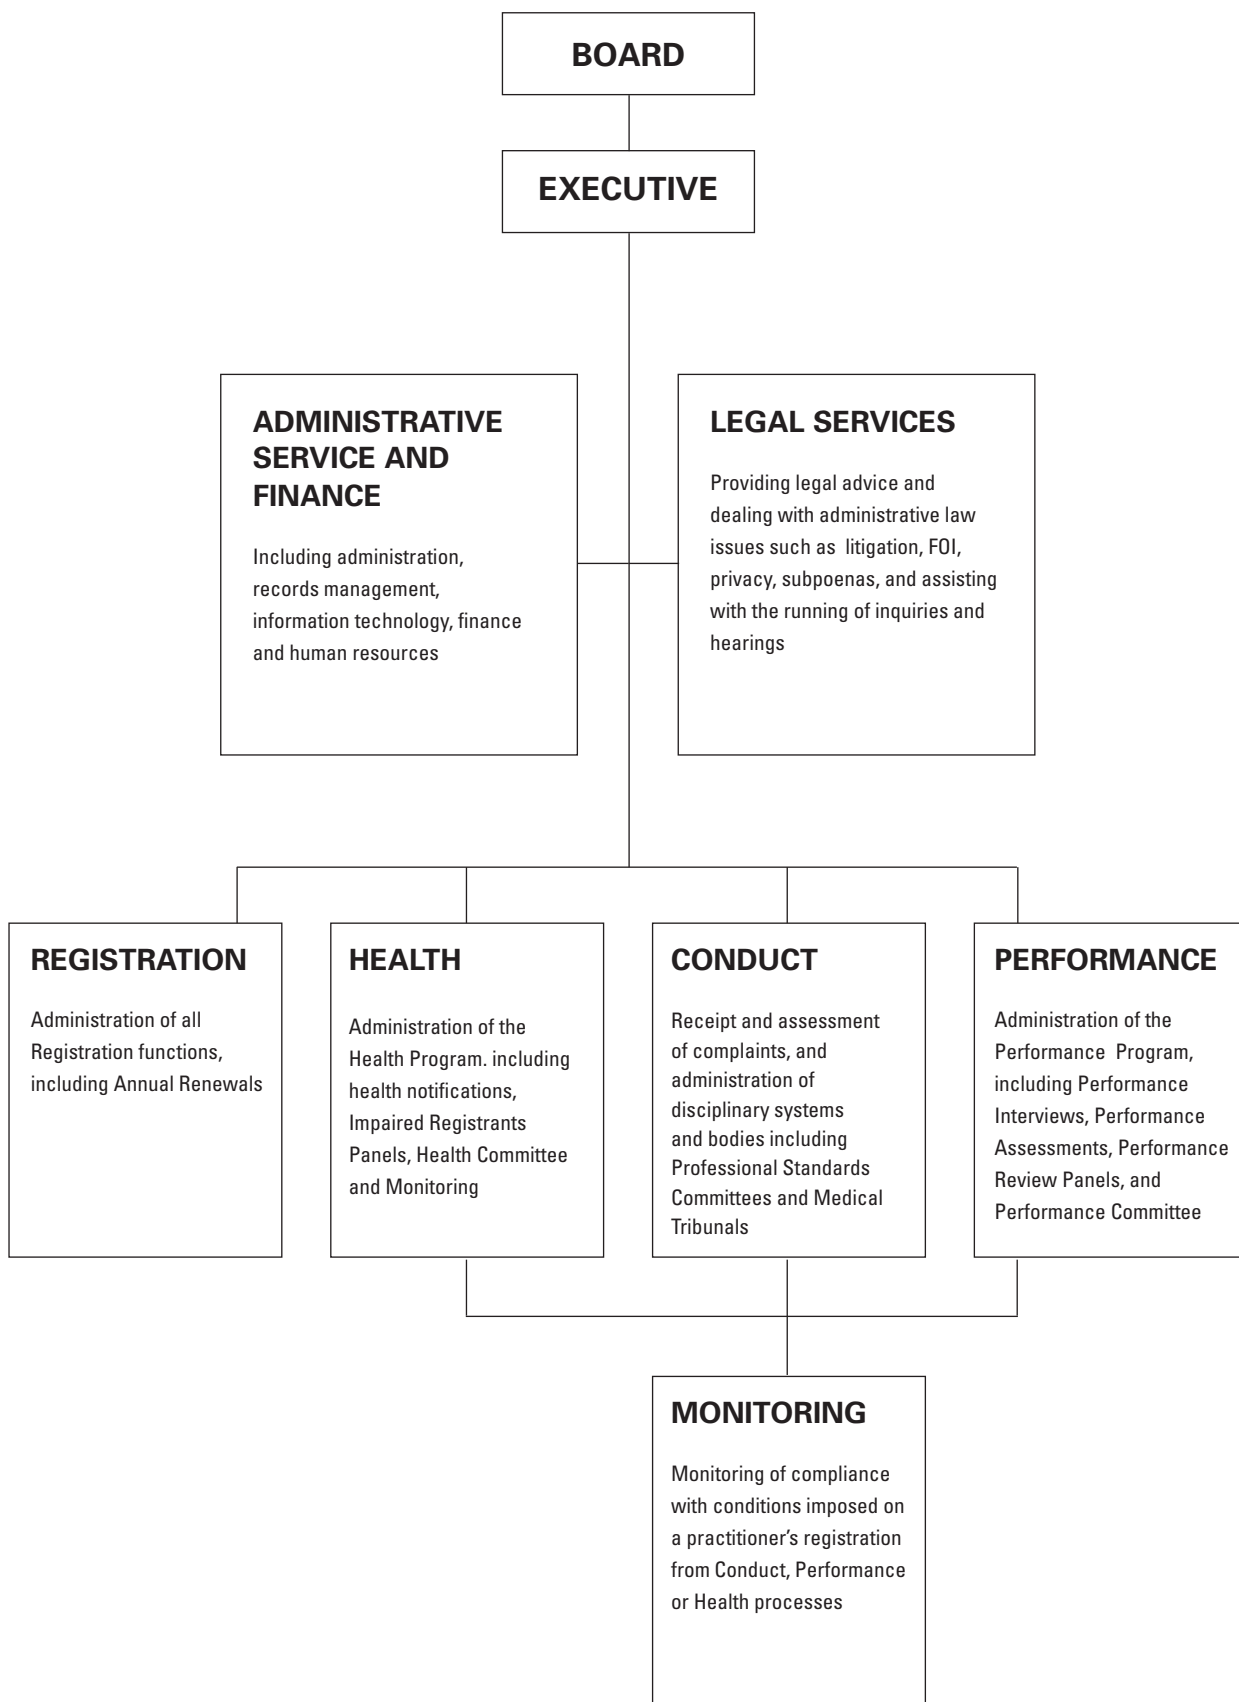 BOARD
EXECUTIVE
ADMINISTRATIVE
SERVICE AND
FINANCE
Including administration,
records management,
information technology, finance
and human resources
LEGAL SERVICES
Providing legal advice and
dealing with administrative law
issues such as litigation, FOI,
privacy, subpoenas, and assisting
with the running of inquiries and
hearings
REGISTRATION
Administration of all
Registration functions,
including Annual Renewals
HEALTH
Administration of the
Health Program. including
health notifications,
Impaired Registrants
Panels, Health Committee
and Monitoring
CONDUCT
Receipt and assessment
of complaints, and
administration of
disciplinary systems
and bodies including
Professional Standards
Committees and Medical
Tribunals
PERFORMANCE
Administration of the
Performance Program,
including Performance
Interviews, Performance
Assessments, Performance
Review Panels, and
Performance Committee
MONITORING
Monitoring of compliance
with conditions imposed on
a practitioner's registration
from Conduct, Performance
or Health processes